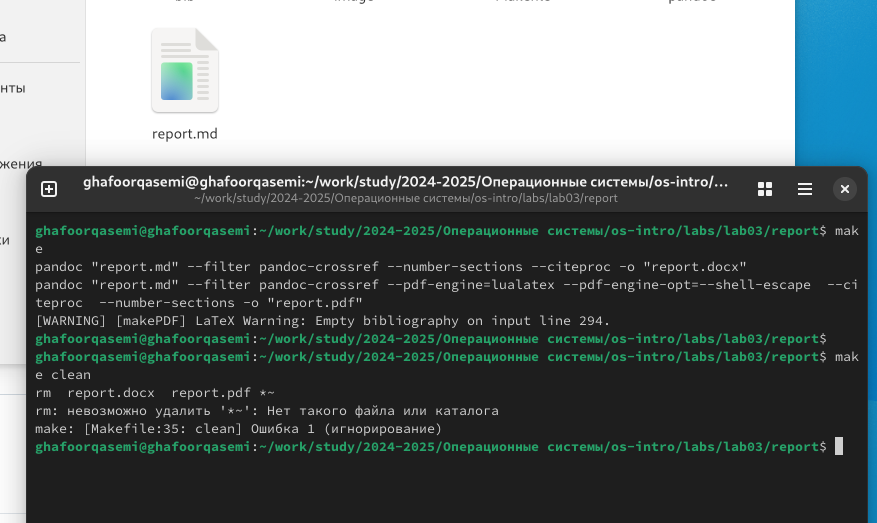 а
нты
report.md
жения
ки
ghafoorqasemi@ghafoorqasemi:~/work/study/2024-2025/Операционные системы/os-intro/...
~/work/study/2024-2025/Операционные системы/os-intro/labs/lab03/report
ghafoorqasemi@ghafoorqasemi:~/work/study/2024-2025/Операционные системы/os-intro/labs/lab03/report$ mak
e
pandoc "report.md" --filter pandoc-crossref --number-sections --citeproc -o "report.docx"
pandoc "report.md" --filter pandoc-crossref --pdf-engine=lualatex --pdf-engine-opt=--shell-escape  --ci
teproc  --number-sections -o "report.pdf"
[WARNING] [makePDF] LaTeX Warning: Empty bibliography on input line 294.
ghafoorqasemi@ghafoorqasemi:~/work/study/2024-2025/Операционные системы/os-intro/labs/lab03/report$
ghafoorqasemi@ghafoorqasemi:~/work/study/2024-2025/Операционные системы/os-intro/labs/lab03/report$ mak
e clean
rm  report.docx  report.pdf *~
rm: невозможно удалить '*~': Нет такого файла или каталога
make: [Makefile:35: clean] Ошибка 1 (игнорирование)
ghafoorqasemi@ghafoorqasemi:~/work/study/2024-2025/Операционные системы/os-intro/labs/lab03/report$